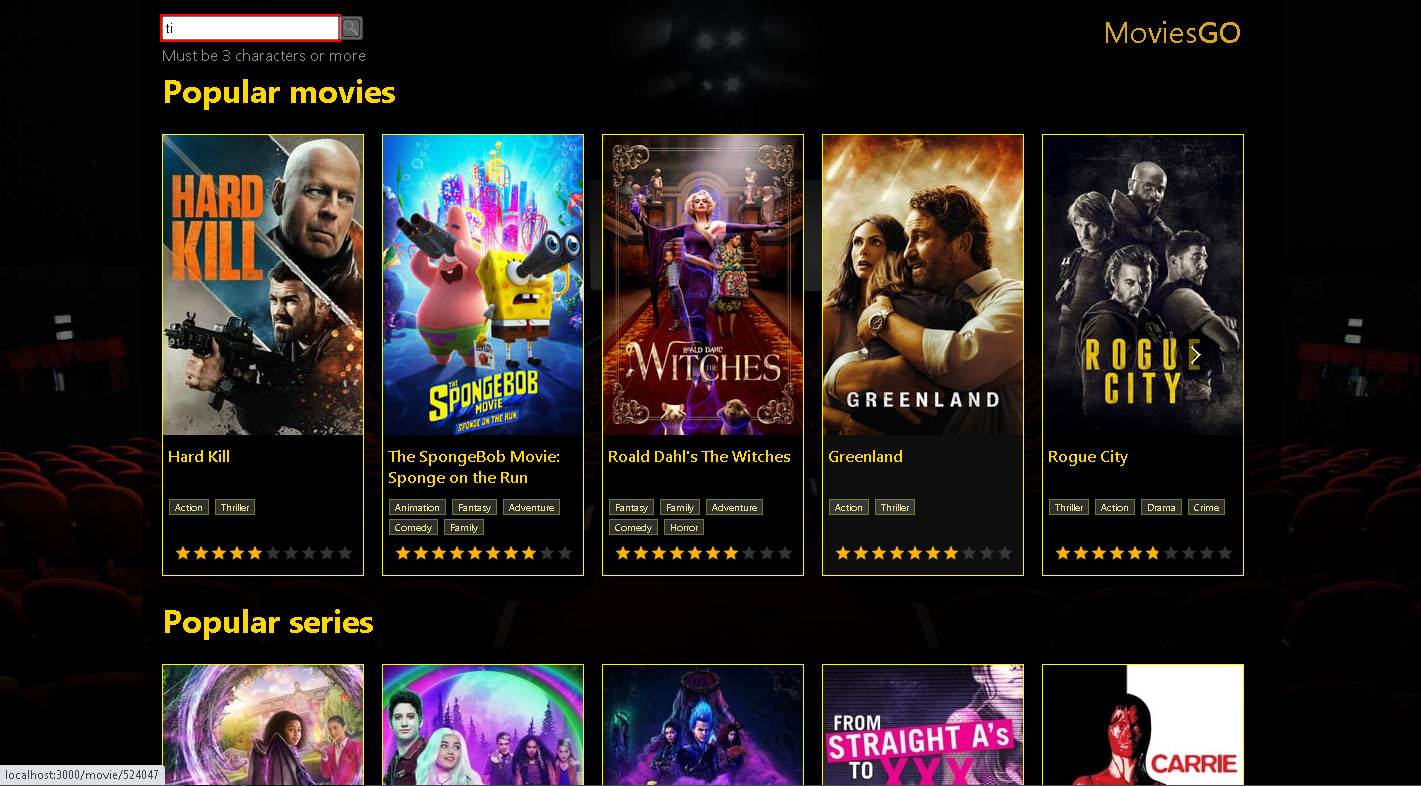 ti
MoviesGO
Must be 3 characters or more
Popular movies
HARD
KILL
THE
SPONGEBOB
MOVIE
SPONGE ON THE RUN
ROALD DAHL'S
THE
WITCHES
GREENLAND
ROGUE
CITY
Hard Kill
The SpongeBob Movie:
Sponge on the Run
Roald Dahl's The Witches
Greenland
Rogue City
Action Thriller
Animation Fantasy Adventure
Comedy Family
Fantasy Family Adventure
Comedy Horror
Action Thriller
Thriller Action Drama Crime
Popular series
FROM
STRAIGHT A's
TO
XXX
CARRIE
localhost:3000/movie/524047